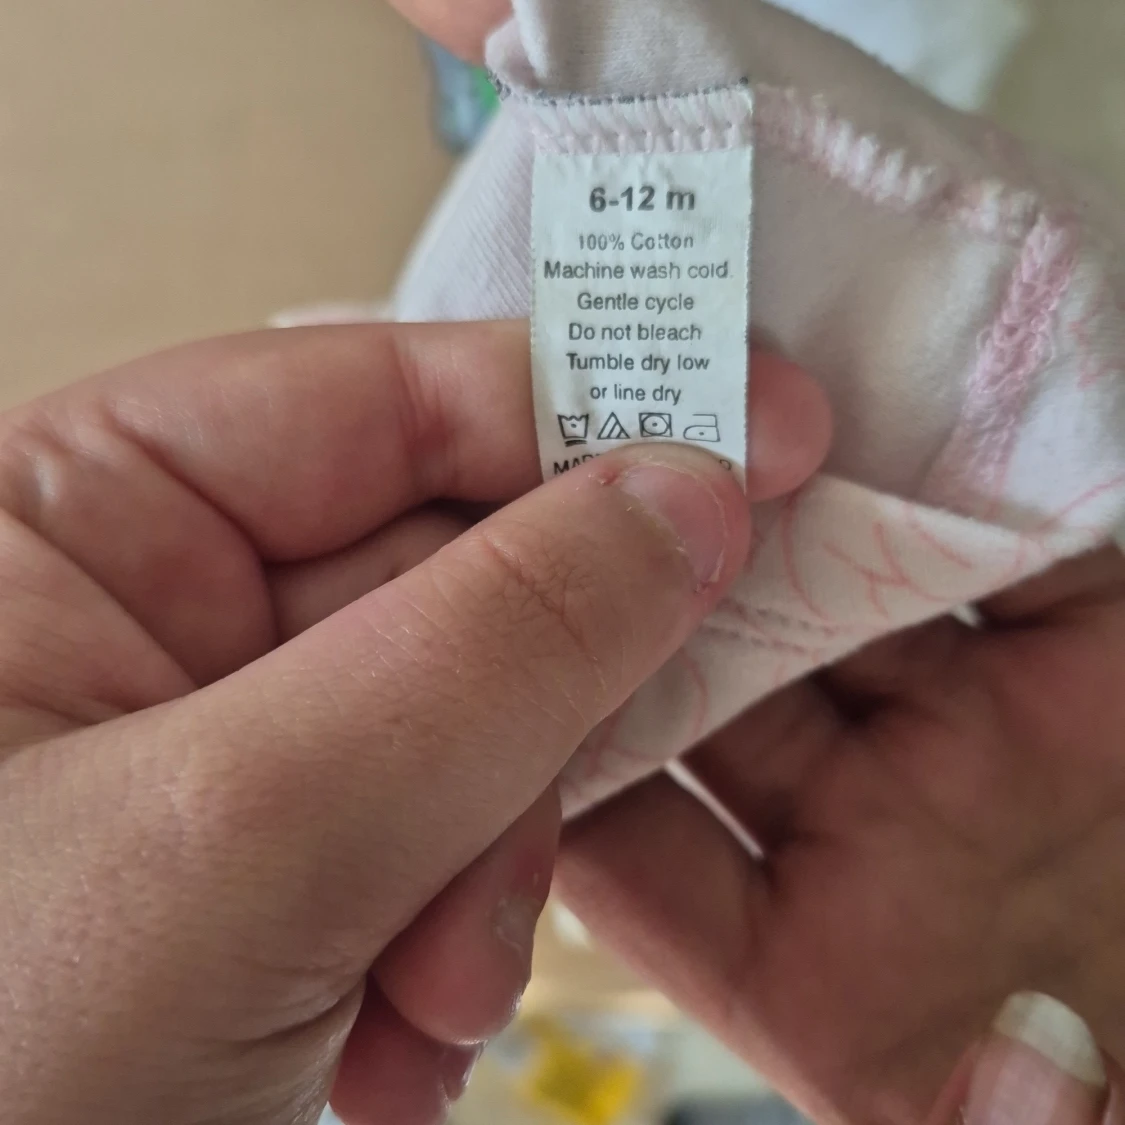 6-12 m
100% Cotton
Machine wash cold
Gentle cycle
Do not bleach
Tumble dry low
or line dry